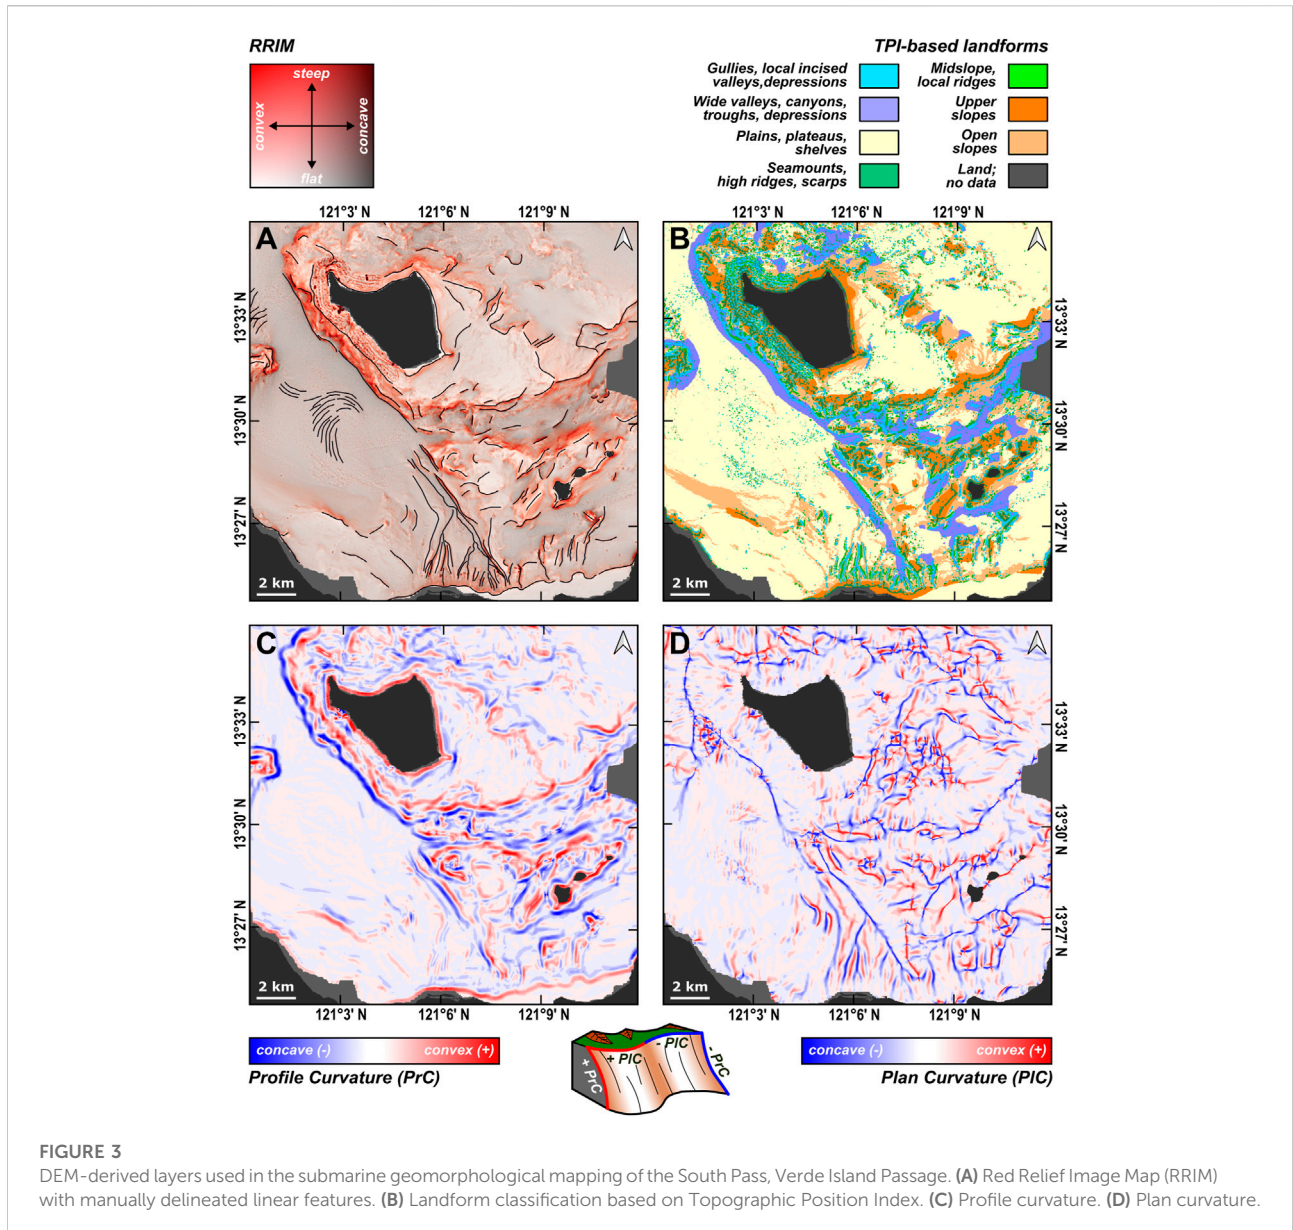 RRIM
steep
convex
concave
flat
TPI-based landforms
Gullies, local incised
valleys,depressions
Wide valleys, canyons,
troughs, depressions
Plains, plateaus,
shelves
Seamounts,
high ridges, scarps
Midslope,
local ridges
Upper
slopes
Open
slopes
Land;
no data
121°3' N 121°6' N 121°9' N
121°3' N 121°6' N 121°9' N
A
13°33' N
13°30' N
13°27' N
2 km
B
13°33' N
13°30' N
13°27' N
2 km
C
13°33' N
13°30' N
13°27' N
2 km
D
13°33' N
13°30' N
13°27' N
2 km
121°3' N 121°6' N 121°9' N
121°3' N 121°6' N 121°9' N
concave (-) convex (+)
Profile Curvature (PrC)
+ PlC
- PlC
+ PrC
- PrC
concave (-) convex (+)
Plan Curvature (PlC)
FIGURE 3
DEM-derived layers used in the submarine geomorphological mapping of the South Pass, Verde Island Passage. (A) Red Relief Image Map (RRIM)
with manually delineated linear features. (B) Landform classification based on Topographic Position Index. (C) Profile curvature. (D) Plan curvature.